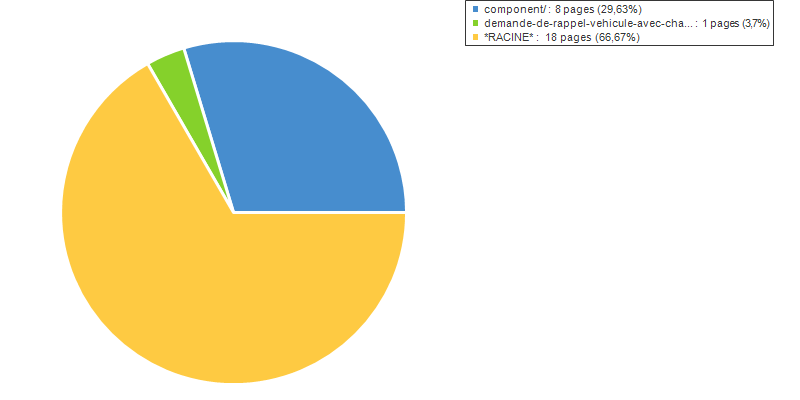 component/ : 8 pages (29,63%)
demande-de-rappel-vehicule-avec-cha... : 1 pages (3,7%)
*RACINE* : 18 pages (66,67%)